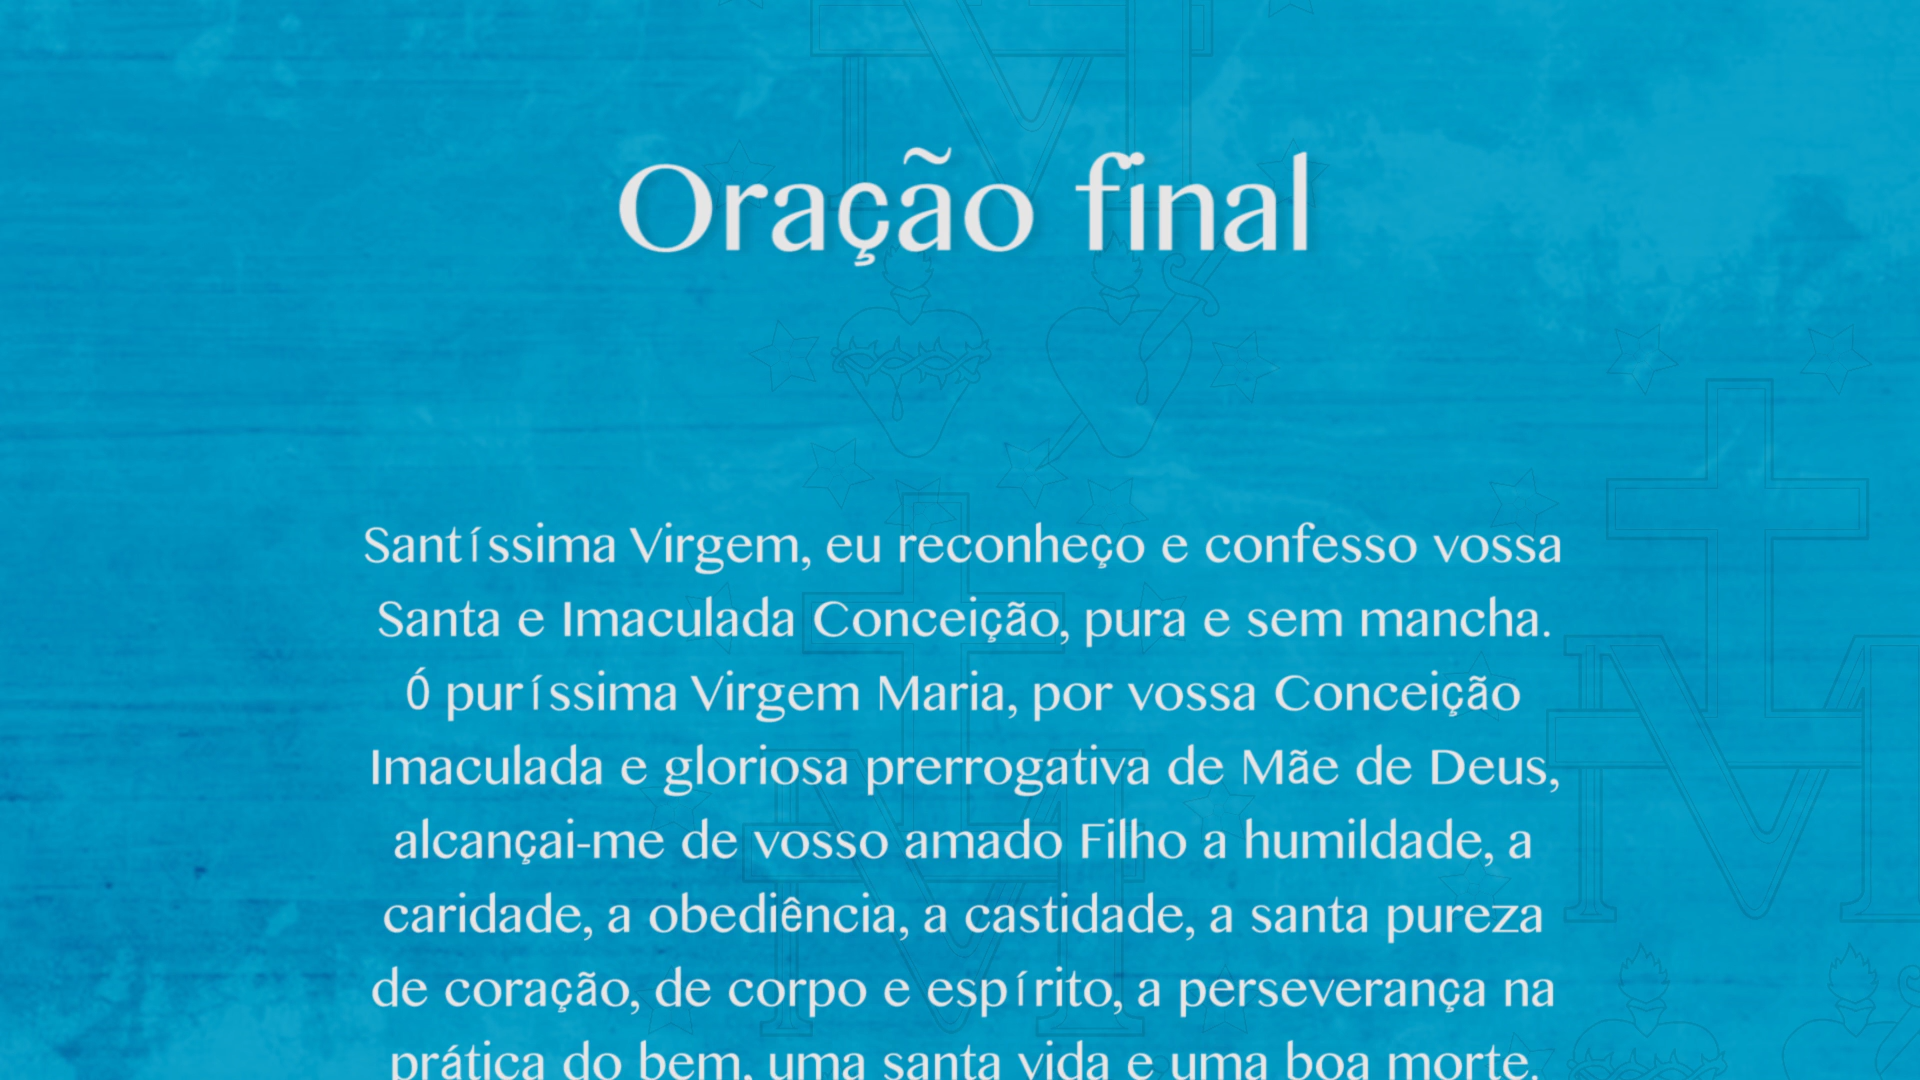 Oração final
Santíssima Virgem, eu reconheço e confesso vossa
Santa e Imaculada Conceição, pura e sem mancha.
Ó puríssima Virgem Maria, por vossa Conceição
Imaculada e gloriosa prerrogativa de Mãe de Deus,
alcançai-me de vosso amado Filho a humildade, a
caridade, a obediência, a castidade, a santa pureza
de coração, de corpo e espírito, a perseverança na
prática do bem, uma santa vida e uma boa morte.